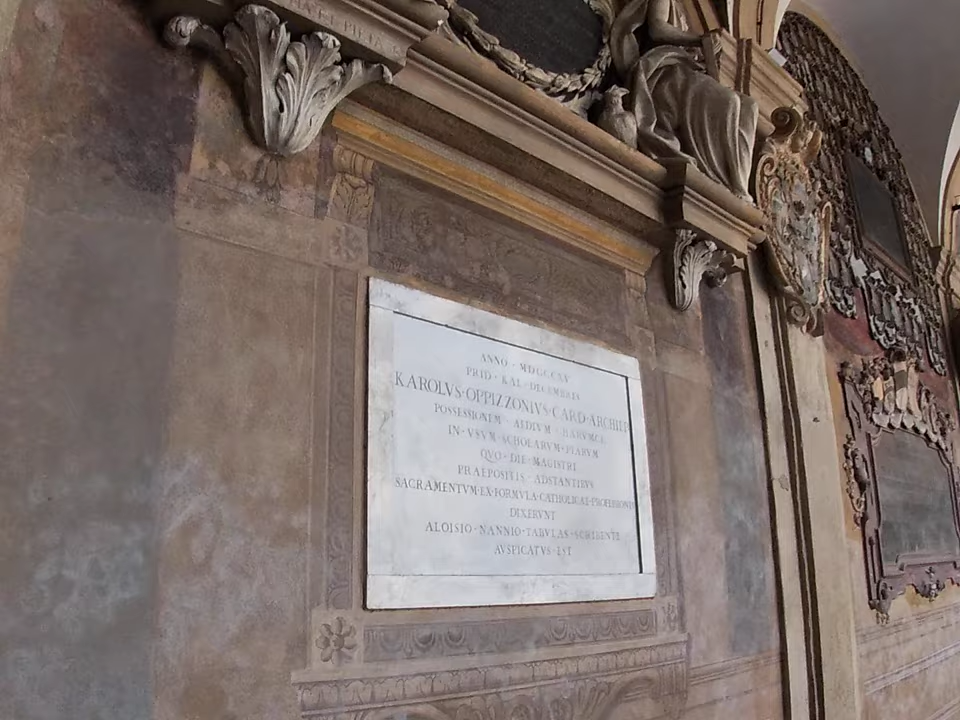 ANNO · MDCCCXV
PRID · KAL · DECEMBRIS
KAROLVS · OPPIZZONIVS · CARD · ARCHIEP
POSSESSIONEM · AEDIVM · HARVMCE
IN · VSVM · SCHOLARVM · PIARVM
QVO · DIE · MAGISTRI
PRAEPOSITIS · ADSTANTIBVS
SACRAMENTVM · EX · FORMVLA · CATHOLICAE · PROFESSIONIS
DIXERVNT
ALOISIO · NANNIO · TABVLAS · SCRIBENTE
AVSPICATVS · EST